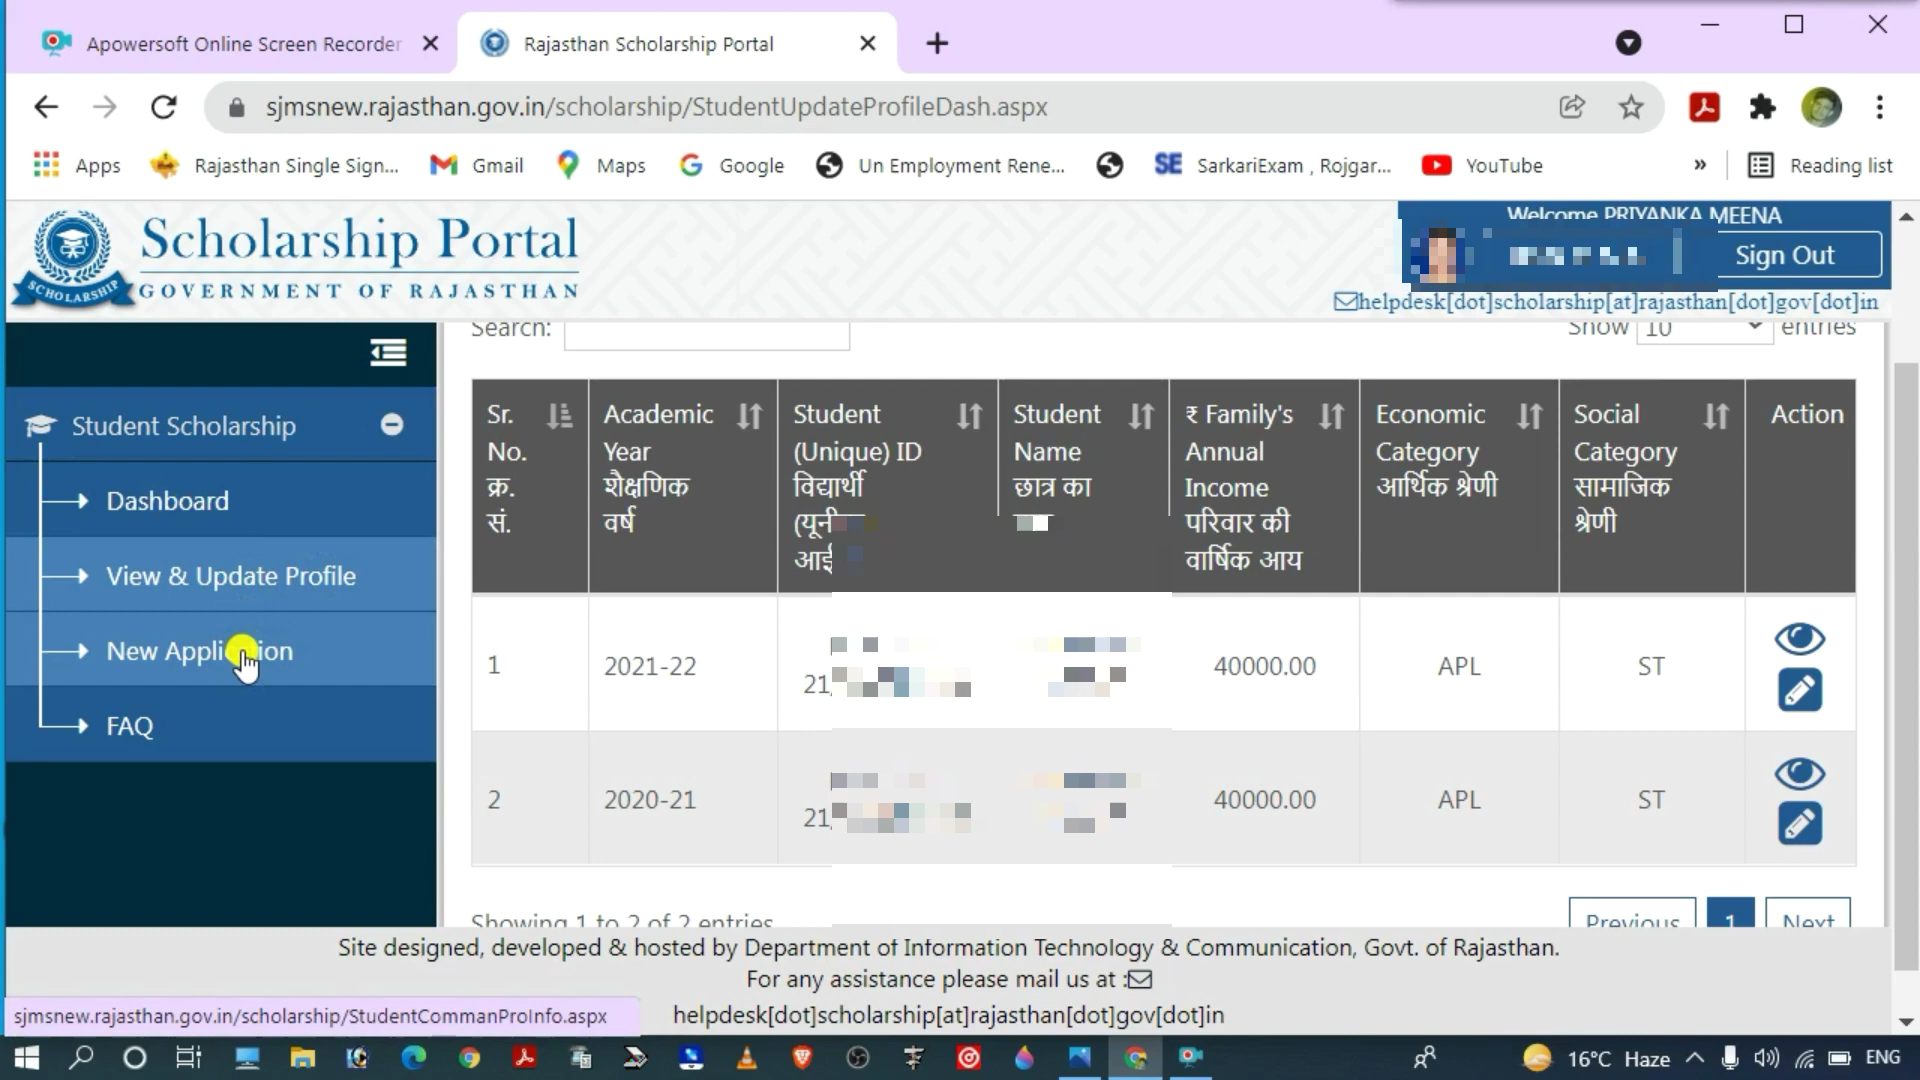 Apowersoft Online Screen Recorder
Rajasthan Scholarship Portal
sjmsnew.rajasthan.gov.in/scholarship/StudentUpdateProfileDash.aspx
Apps
Rajasthan Single Sign...
Gmail
Maps
Google
Un Employment Rene...
SE SarkariExam , Rojgar...
YouTube
»
Reading list
SCHOLARSHIP
Scholarship Portal
GOVERNMENT OF RAJASTHAN
Welcome PRIYANKA MEENA
Sign Out
helpdesk[dot]scholarship[at]rajasthan[dot]gov[dot]in
Student Scholarship
Dashboard
View & Update Profile
New Application
FAQ
Search:
Show 10 entries
Sr. No. क्र. सं.
Academic Year शैक्षणिक वर्ष
Student (Unique) ID विद्यार्थी
Student Name छात्र का
₹ Family's Annual Income परिवार की वार्षिक आय
Economic Category आर्थिक श्रेणी
Social Category सामाजिक श्रेणी
Action
1 2021-22 21 40000.00 APL ST
2 2020-21 21 40000.00 APL ST
Showing 1 to 2 of 2 entries
Previous 1 Next
Site designed, developed & hosted by Department of Information Technology & Communication, Govt. of Rajasthan.
For any assistance please mail us at :
helpdesk[dot]scholarship[at]rajasthan[dot]gov[dot]in
sjmsnew.rajasthan.gov.in/scholarship/StudentCommanProInfo.aspx
16°C Haze
ENG